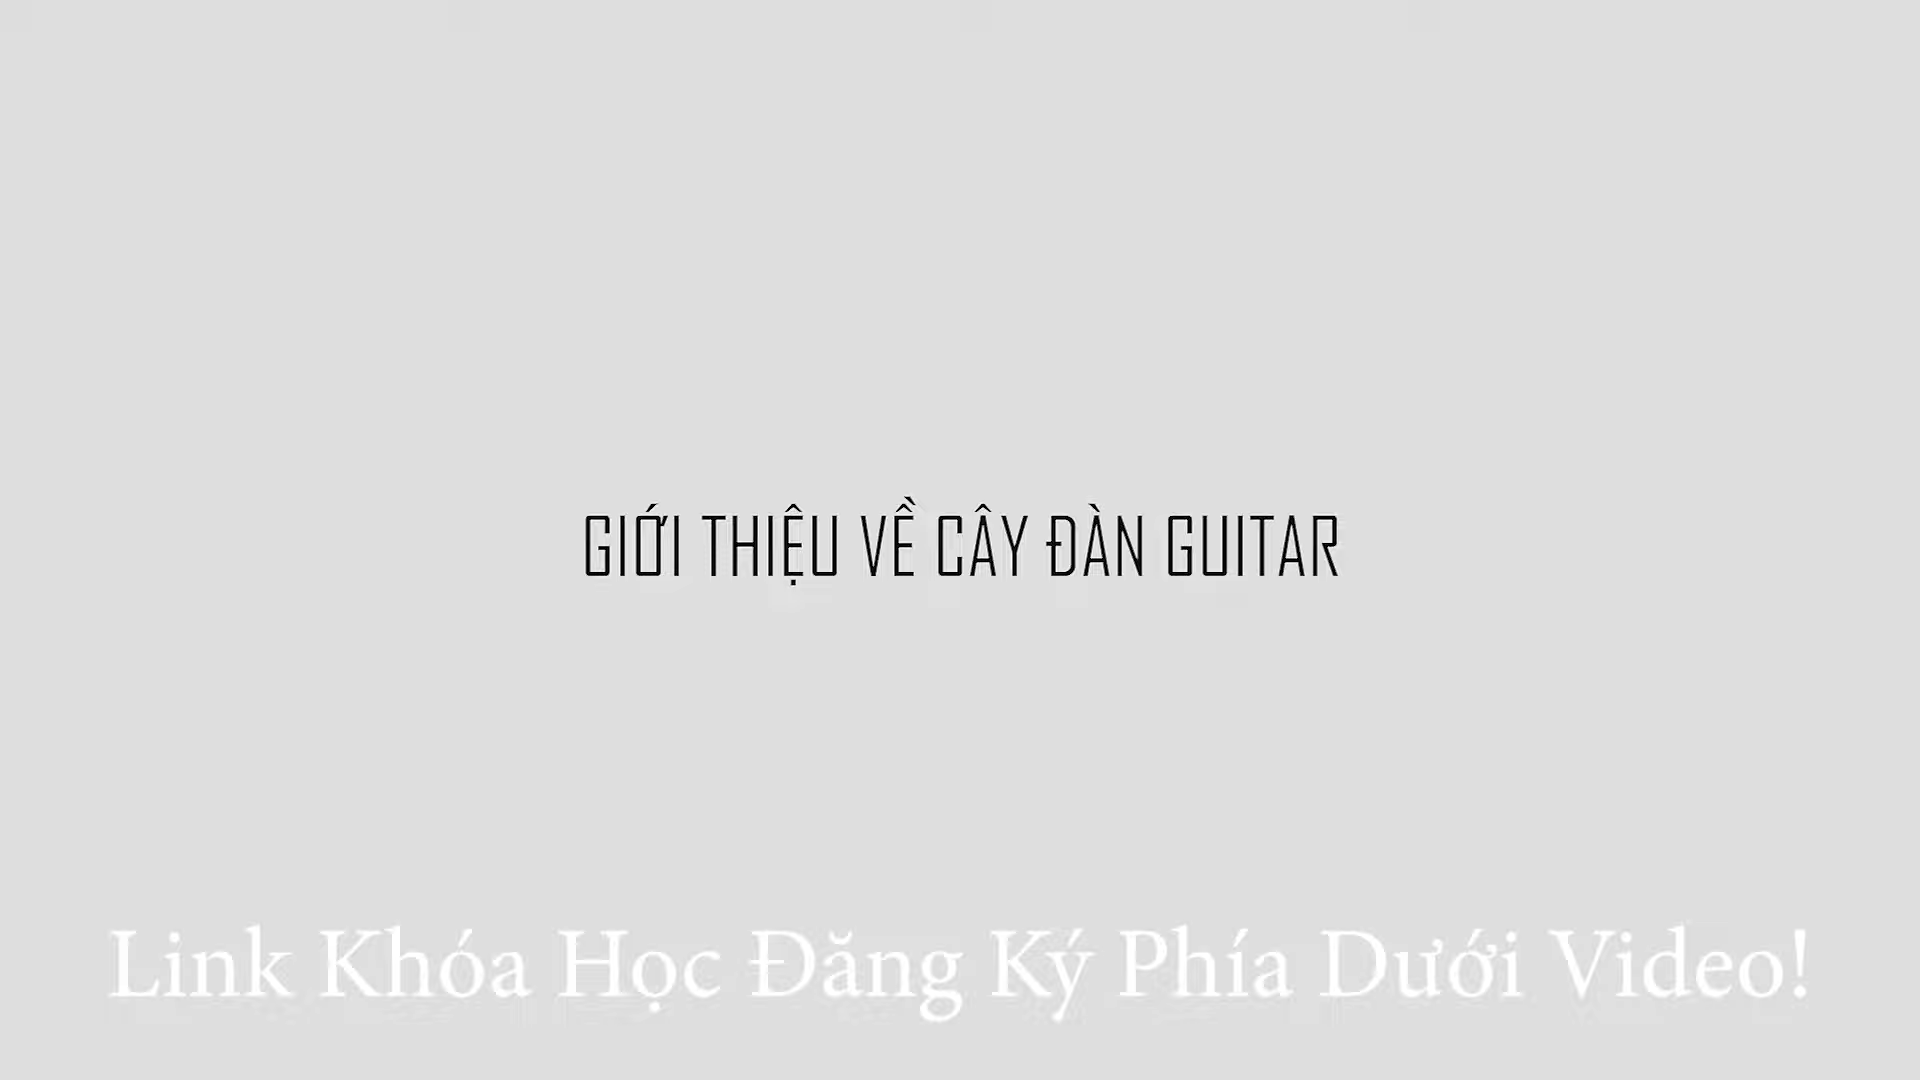 GIỚI THIỆU VỀ CÂY ĐÀN GUITAR
Link Khóa Học Đăng Ký Phía Dưới Video!